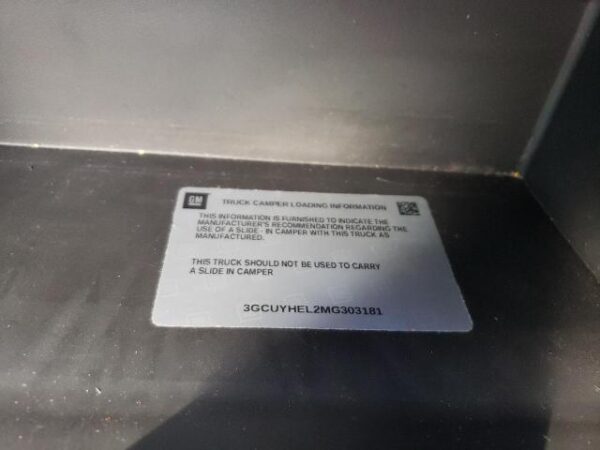 GM
TRUCK CAMPER LOADING INFORMATION
THIS INFORMATION IS FURNISHED TO INDICATE THE
MANUFACTURER'S RECOMMENDATION REGARDING THE
USE OF A SLIDE - IN CAMPER WITH THIS TRUCK AS
MANUFACTURED.
THIS TRUCK SHOULD NOT BE USED TO CARRY
A SLIDE IN CAMPER
3GCUYHEL2MG303181